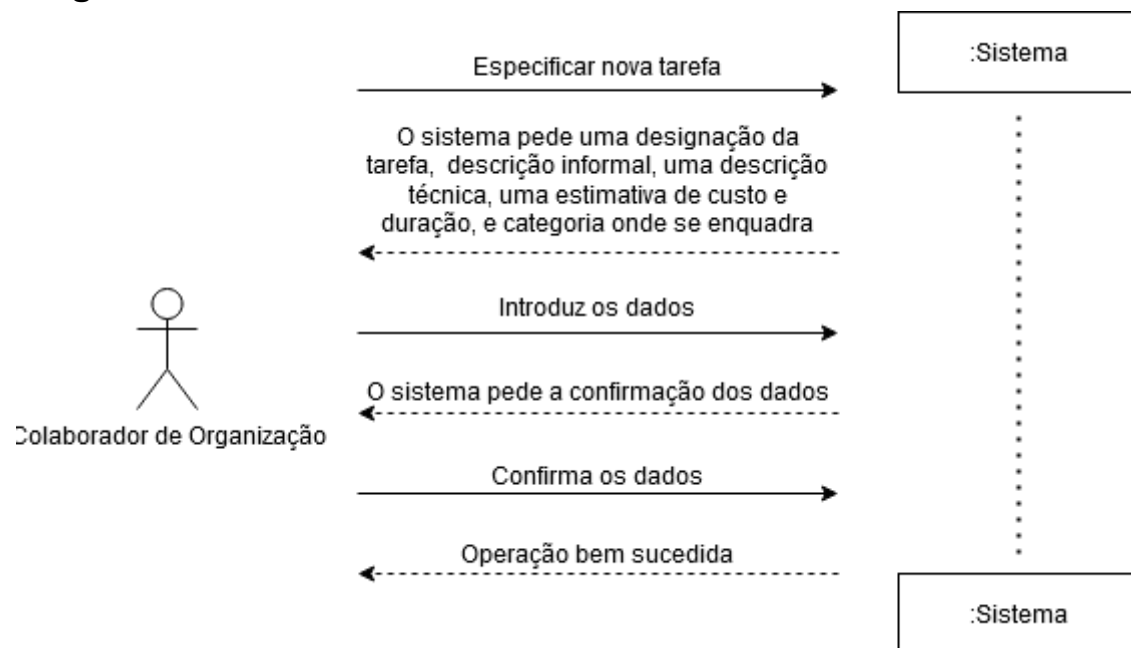 :Sistema
Especificar nova tarefa
O sistema pede uma designação da
tarefa, descrição informal, uma descrição
técnica, uma estimativa de custo e
duração, e categoria onde se enquadra
Introduz os dados
O sistema pede a confirmação dos dados
Colaborador de Organização
Confirma os dados
Operação bem sucedida
:Sistema